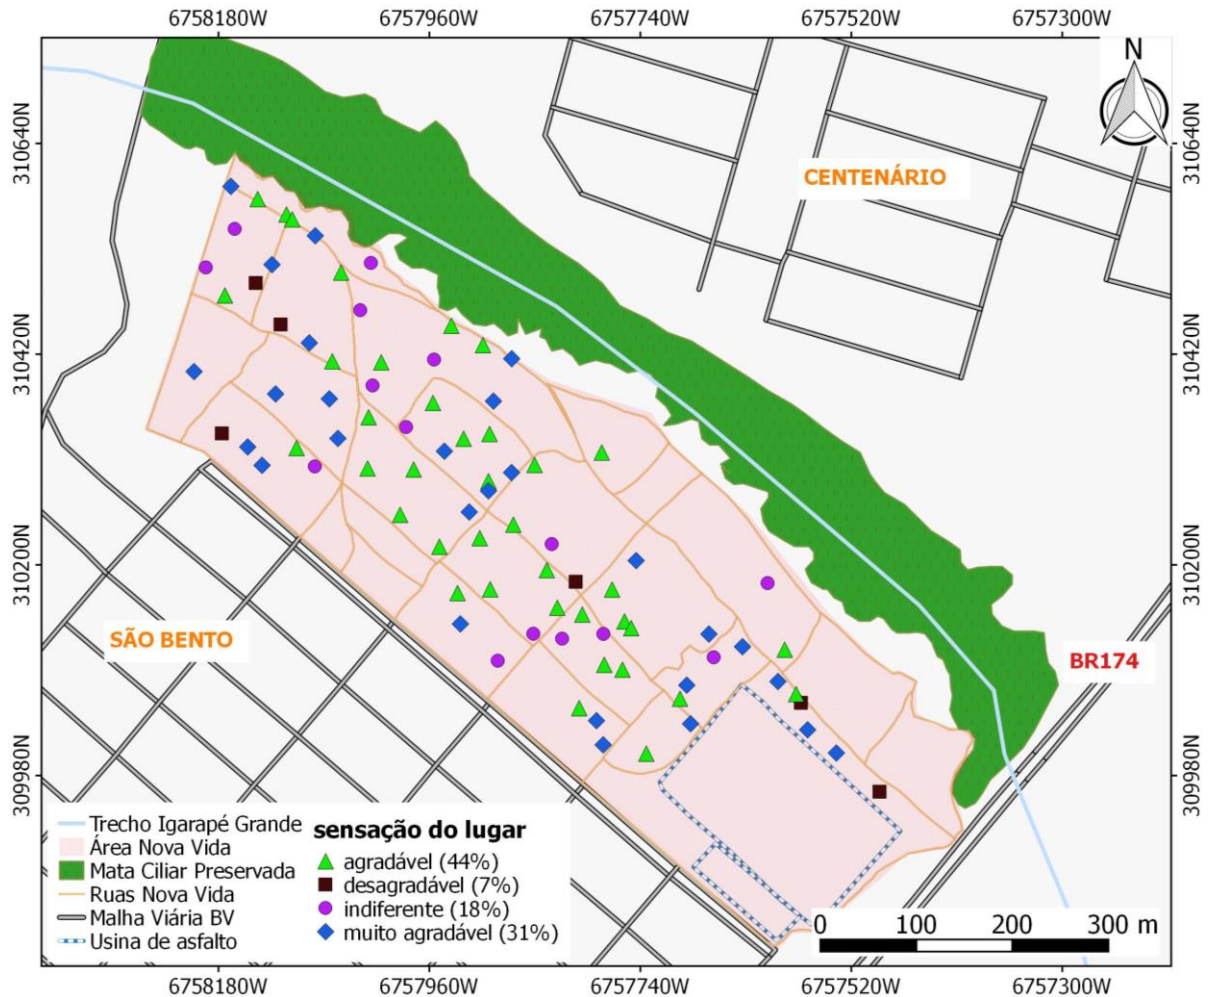 6758180W 6757960W 6757740W 6757520W 6757300W
N
310640N 310640N
CENTENÁRIO
310420N 310420N
310200N 310200N
SÃO BENTO
BR174
309980N 309980N
Trecho Igarapé Grande
Área Nova Vida
Mata Ciliar Preservada
Ruas Nova Vida
Malha Viária BV
Usina de asfalto
sensação do lugar
agradável (44%)
desagradável (7%)
indiferente (18%)
muito agradável (31%)
0 100 200 300 m
6758180W 6757960W 6757740W 6757520W 6757300W